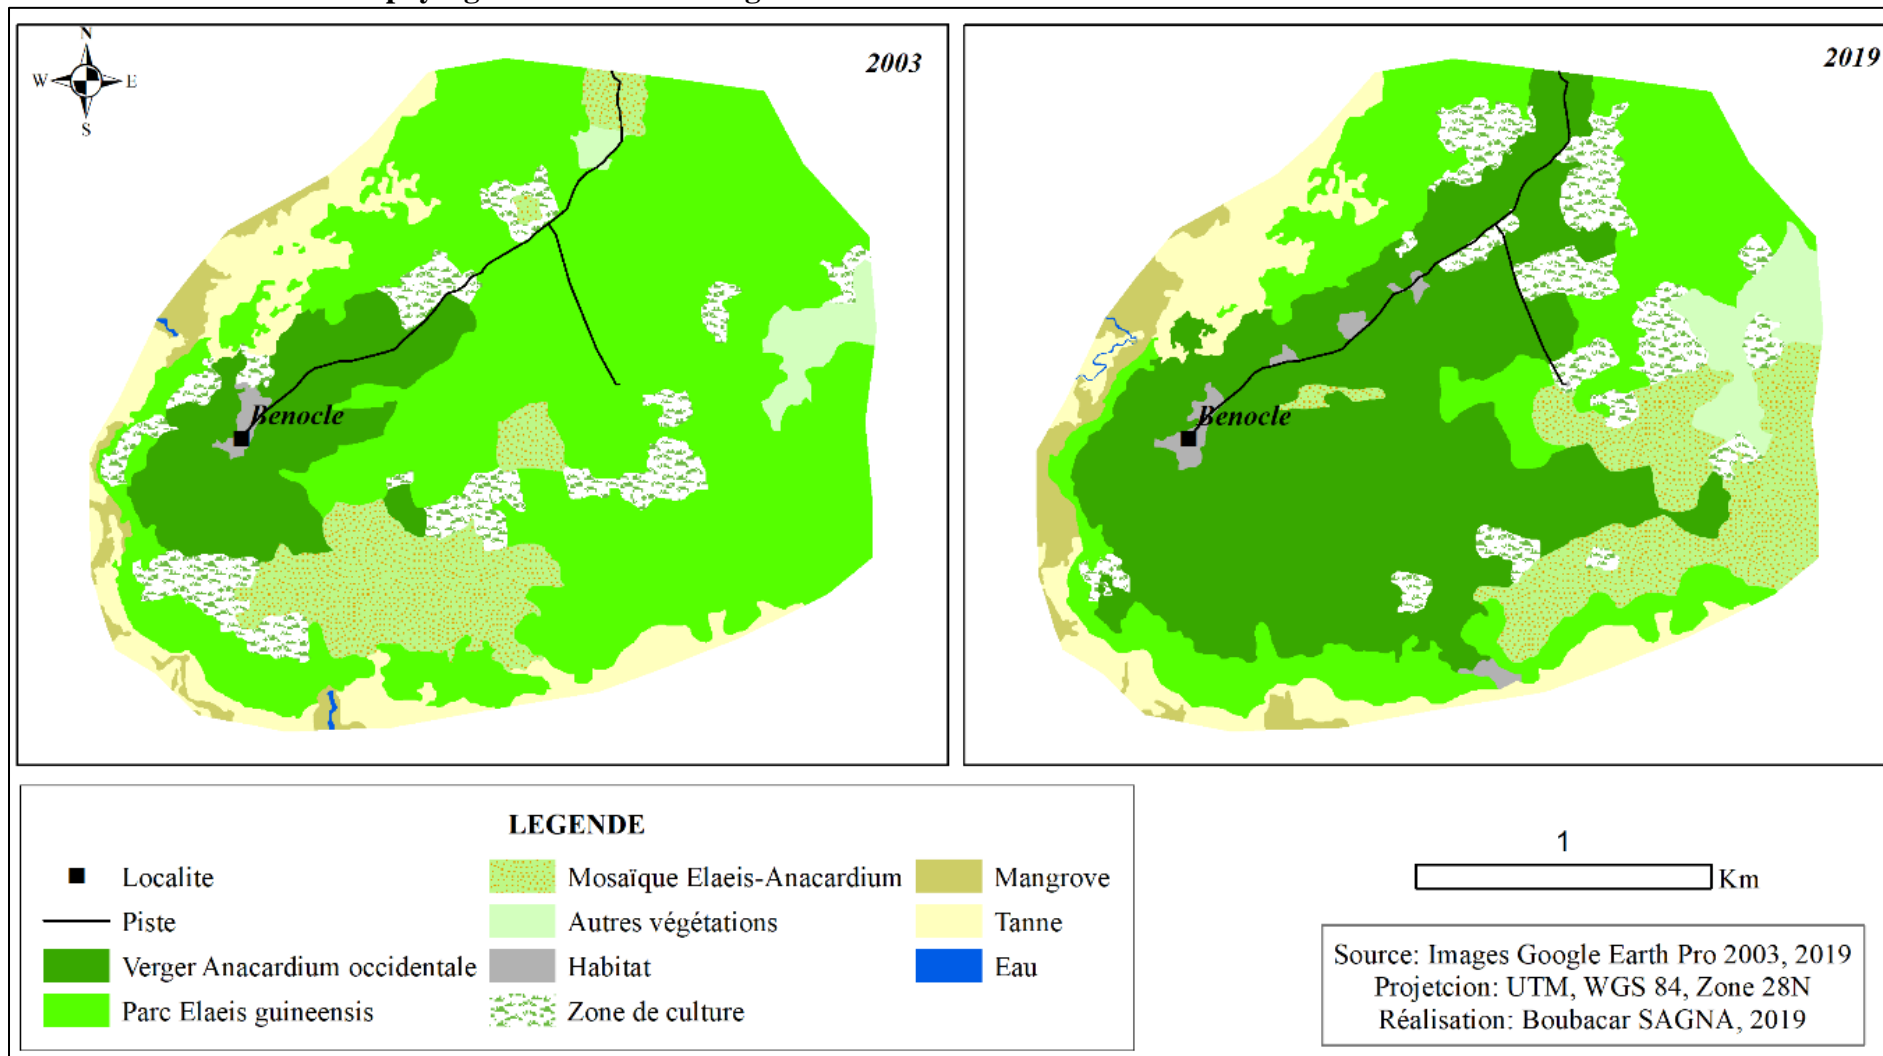 N
W E
S
2003
2019
Benocle
Benocle
LEGENDE
Localite
Piste
Verger Anacardium occidentale
Parc Elaeis guineensis
Mosaïque Elaeis-Anacardium
Autres végétations
Habitat
Zone de culture
Mangrove
Tanne
Eau
1
Km
Source: Images Google Earth Pro 2003, 2019
Projetcion: UTM, WGS 84, Zone 28N
Réalisation: Boubacar SAGNA, 2019